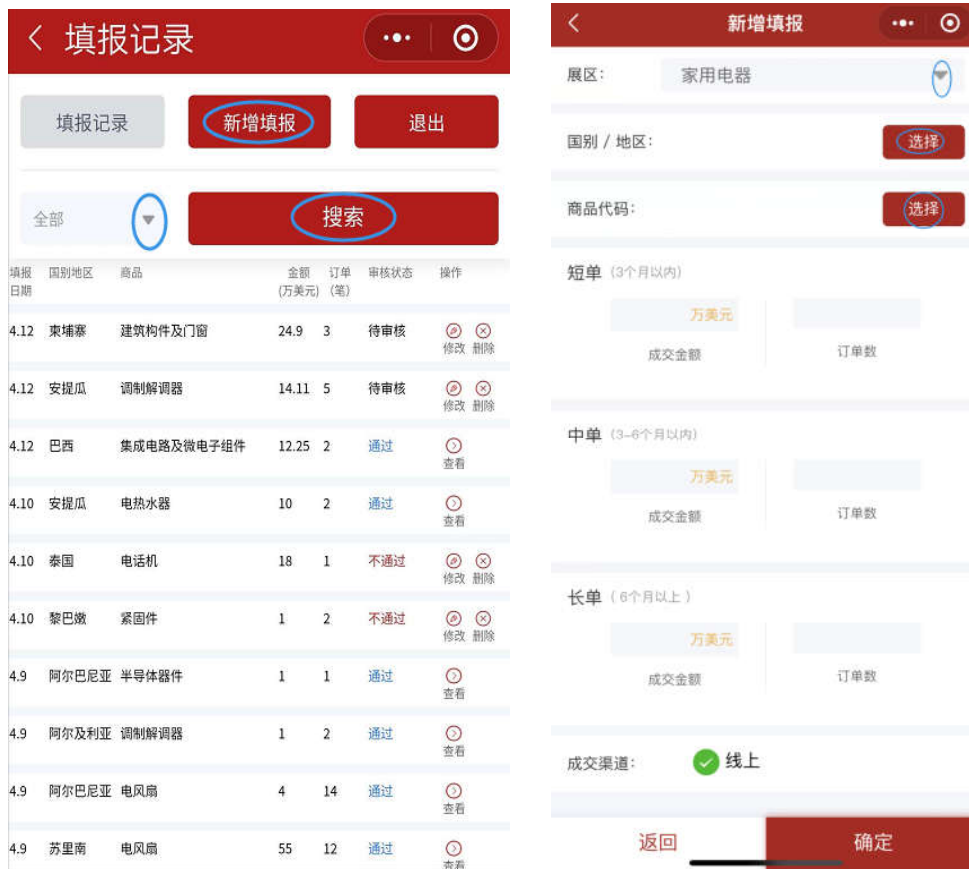 填报记录
填报记录 新增填报 退出
全部 搜索
填报日期 国别地区 商品 金额(万美元) 订单(笔) 审核状态 操作
4.12 柬埔寨 建筑构件及门窗 24.9 3 待审核 修改 删除
4.12 安提瓜 调制解调器 14.11 5 待审核 修改 删除
4.12 巴西 集成电路及微电子组件 12.25 2 通过 查看
4.10 安提瓜 电热水器 10 2 通过 查看
4.10 泰国 电话机 18 1 不通过 修改 删除
4.10 黎巴嫩 紧固件 1 2 不通过 修改 删除
4.9 阿尔巴尼亚 半导体器件 1 1 通过 查看
4.9 阿尔及利亚 调制解调器 1 2 通过 查看
4.9 阿尔巴尼亚 电风扇 4 14 通过 查看
4.9 苏里南 电风扇 55 12 通过 查看
新增填报
展区: 家用电器
国别 / 地区: 选择
商品代码: 选择
短单 (3个月以内)
万美元
成交金额 订单数
中单 (3-6个月以内)
万美元
成交金额 订单数
长单 ( 6个月以上 )
万美元
成交金额 订单数
成交渠道: 线上
返回 确定